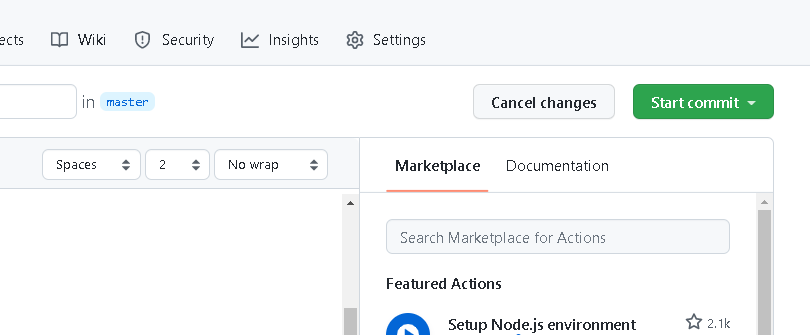 ects Wiki Security Insights Settings
in master Cancel changes Start commit
Spaces 2 No wrap Marketplace Documentation
Search Marketplace for Actions
Featured Actions
Setup Node.js environment 2.1k